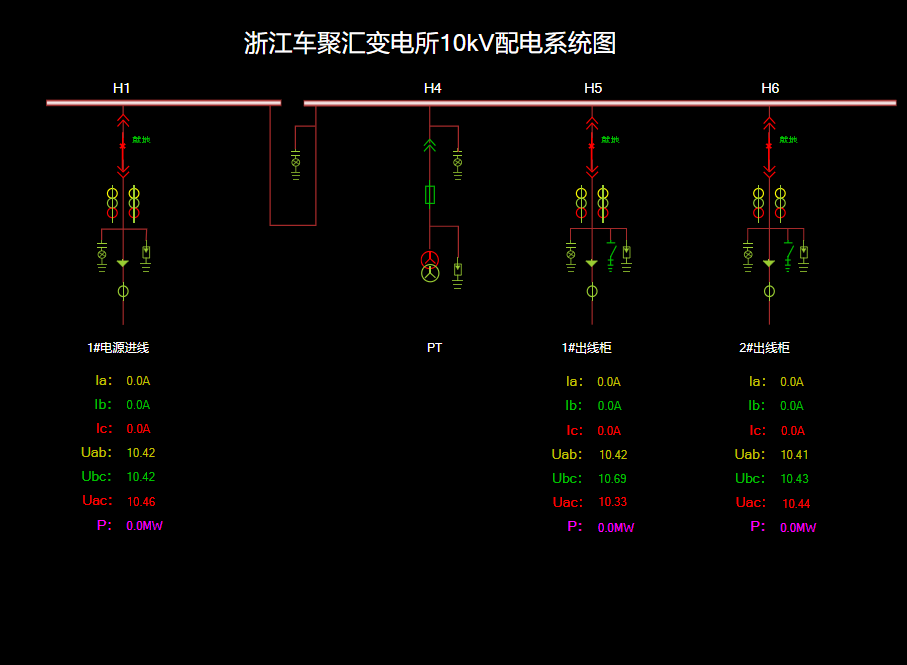 浙江车聚汇变电所10kV配电系统图
H1 H4 H5 H6
就地 就地 就地
1#电源进线 PT 1#出线柜 2#出线柜
Ia: 0.0A Ia: 0.0A Ia: 0.0A
Ib: 0.0A Ib: 0.0A Ib: 0.0A
Ic: 0.0A Ic: 0.0A Ic: 0.0A
Uab: 10.42 Uab: 10.42 Uab: 10.41
Ubc: 10.42 Ubc: 10.69 Ubc: 10.43
Uac: 10.46 Uac: 10.33 Uac: 10.44
P: 0.0MW P: 0.0MW P: 0.0MW